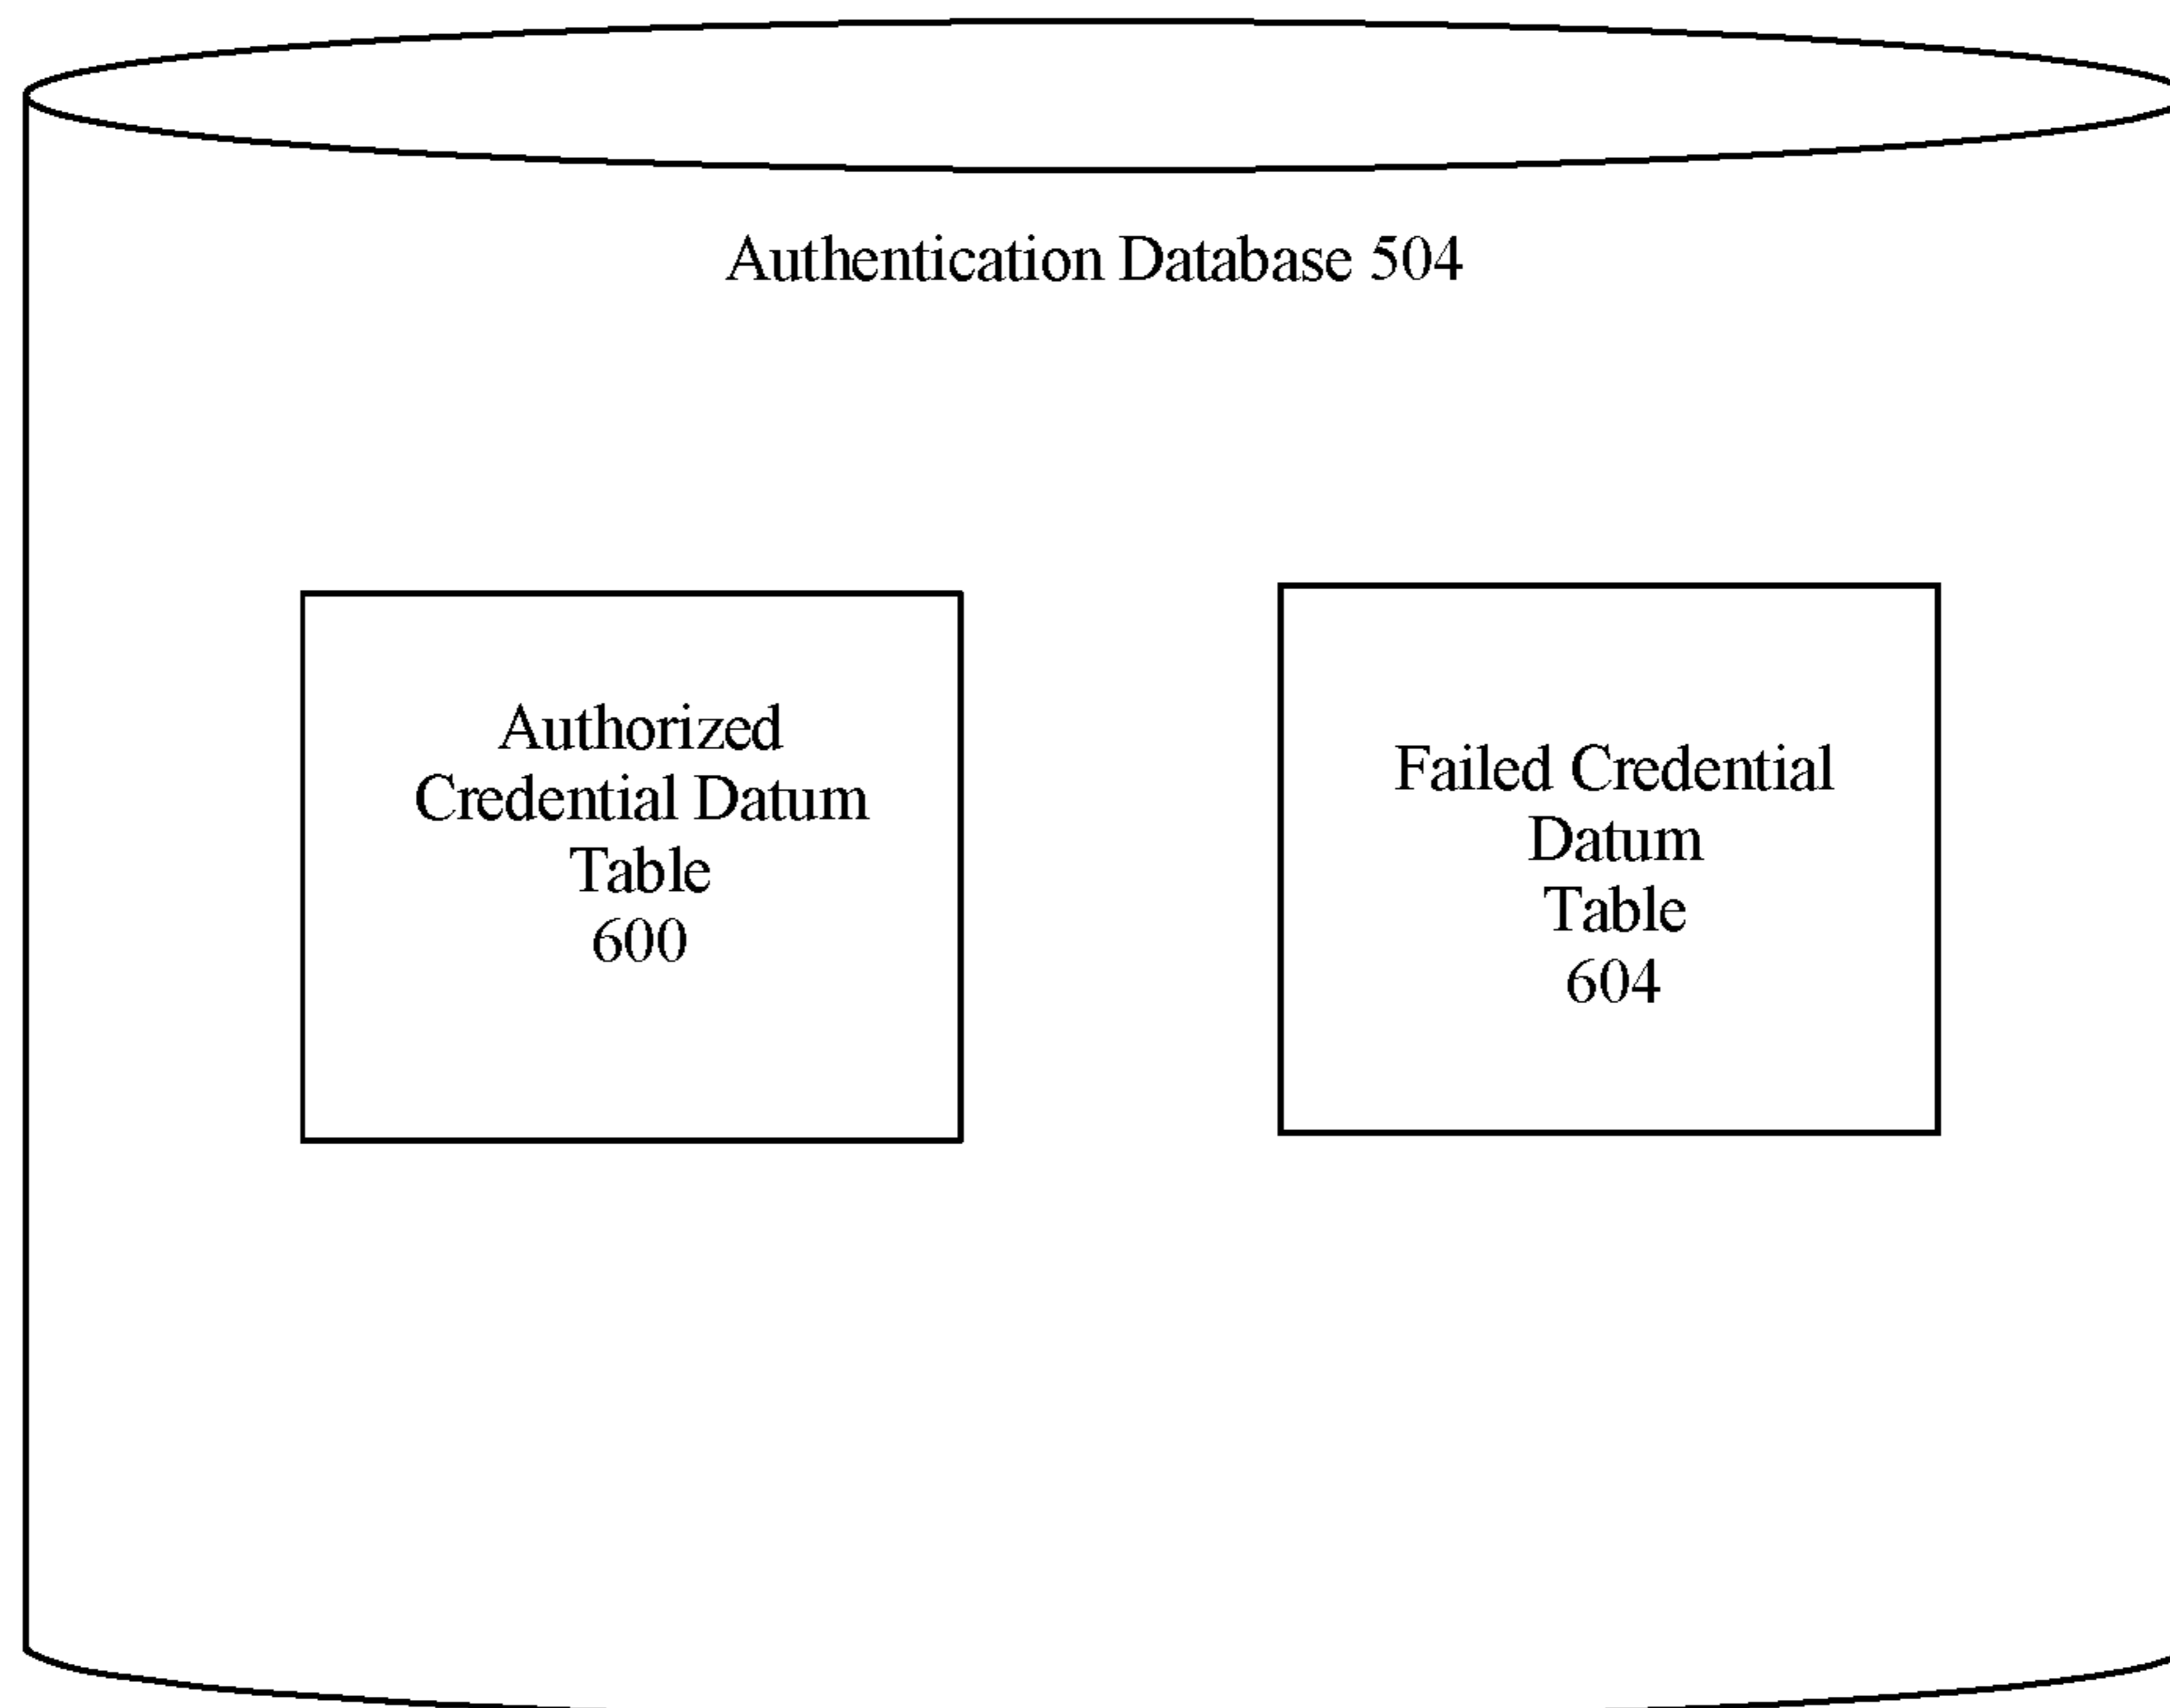 Authentication Database 504
Authorized
Credential Datum
Table
600
Failed Credential
Datum
Table
604